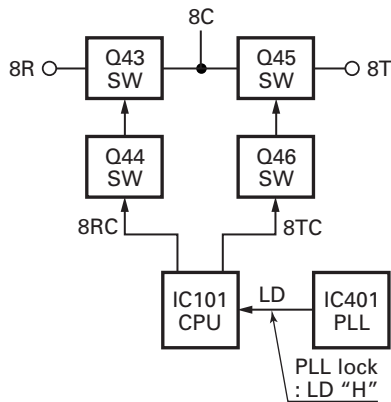 8C
8R
Q43
SW
Q45
SW
8T
Q44
SW
Q46
SW
8RC
8TC
IC101
CPU
LD
IC401
PLL
PLL lock
: LD “H”